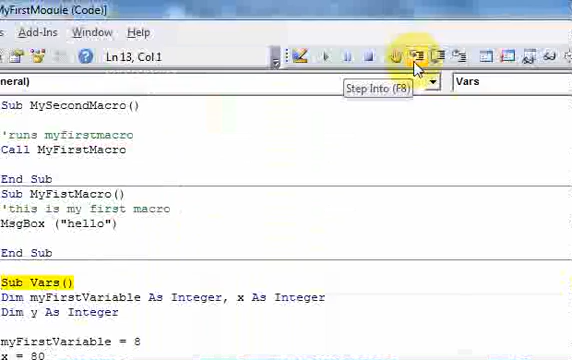 MyFirstModule (Code)]
s Add-Ins Window Help
Ln 13, Col 1
Step Into (F8)
neral)
Vars
Sub MySecondMacro()
'runs myfirstmacro
Call MyFirstMacro
End Sub
Sub MyFistMacro()
'this is my first macro
MsgBox ("hello")
End Sub
Sub Vars()
Dim myFirstVariable As Integer, x As Integer
Dim y As Integer
myFirstVariable = 8
x = 80